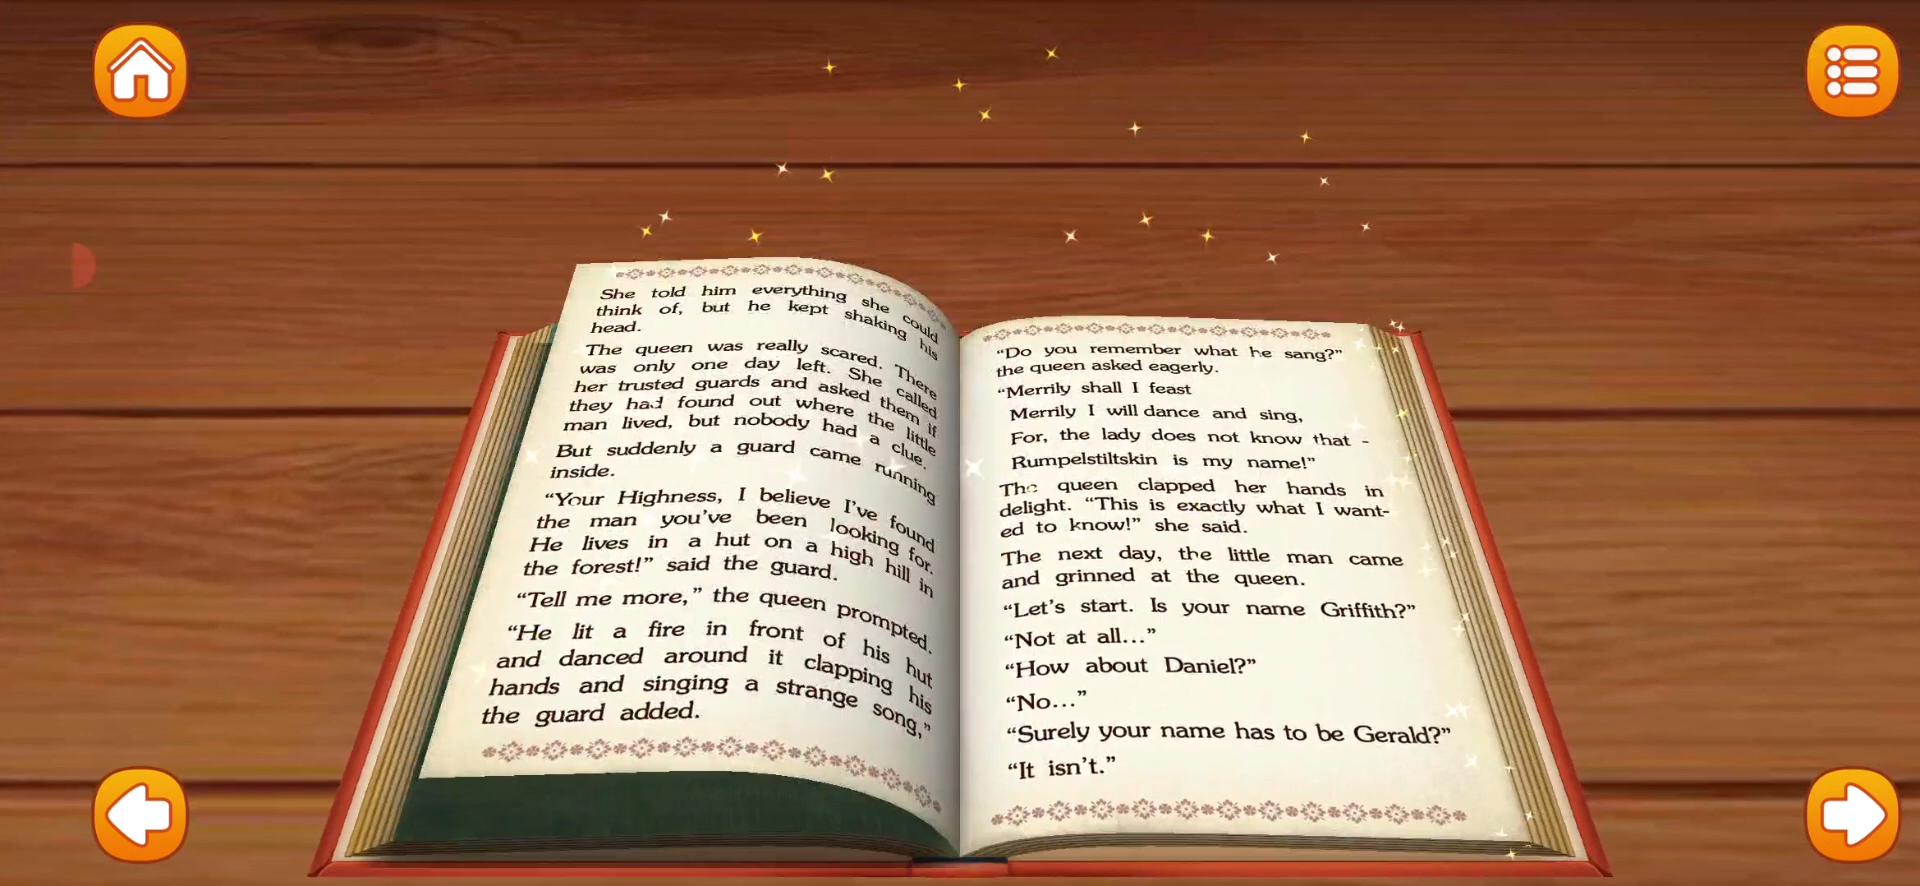 She told him everything she could
think of, but he kept shaking his
head.
The queen was really scared. There
was only one day left. She called
her trusted guards and asked them if
they had found out where the little
man lived, but nobody had a clue.
But suddenly a guard came running
inside.
“Your Highness, I believe I’ve found
the man you’ve been looking for.
He lives in a hut on a high hill in
the forest!” said the guard.
“Tell me more,” the queen prompted.
“He lit a fire in front of his hut
and danced around it clapping his
hands and singing a strange song,”
the guard added.
“Do you remember what he sang?”
the queen asked eagerly.
“Merrily shall I feast
Merrily I will dance and sing,
For, the lady does not know that -
Rumpelstiltskin is my name!”
The queen clapped her hands in
delight. “This is exactly what I want-
ed to know!” she said.
The next day, the little man came
and grinned at the queen.
“Let’s start. Is your name Griffith?”
“Not at all...”
“How about Daniel?”
“No...”
“Surely your name has to be Gerald?”
“It isn’t.”